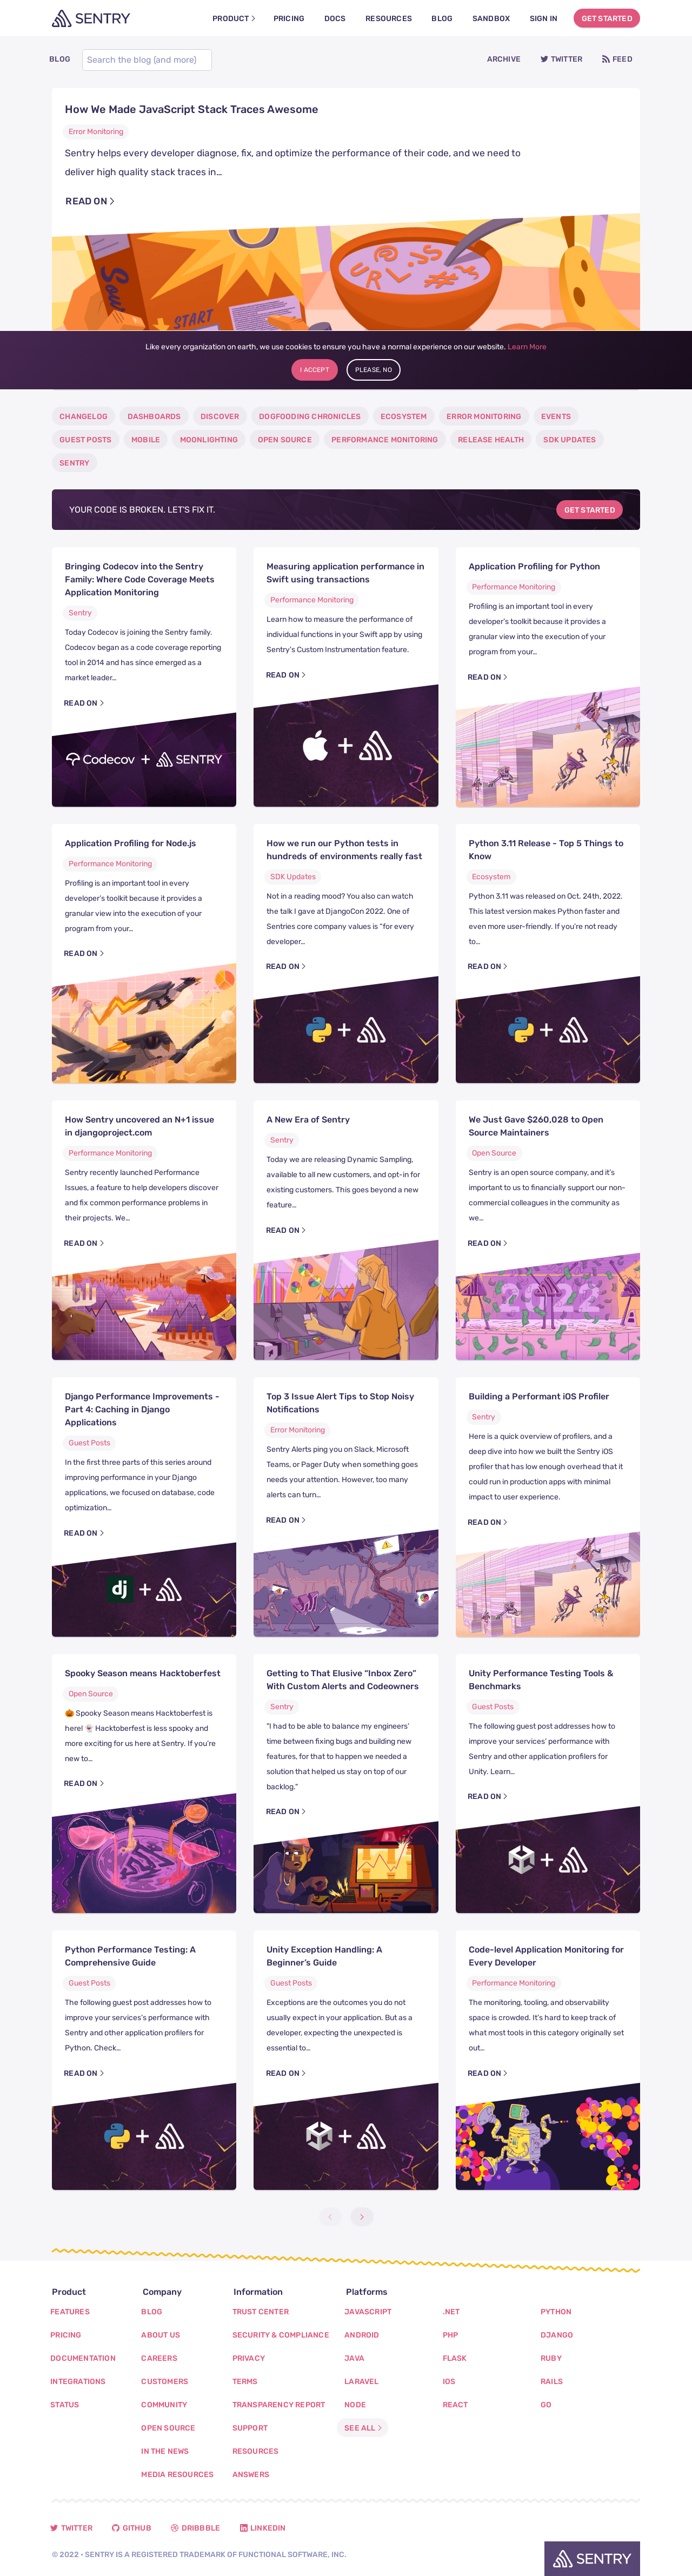 SENTRY
PRODUCT
PRICING
DOCS
RESOURCES
BLOG
SANDBOX
SIGN IN
GET STARTED
BLOG
Search the blog (and more)
ARCHIVE
TWITTER
FEED
How We Made JavaScript Stack Traces Awesome
Error Monitoring
Sentry helps every developer diagnose, fix, and optimize the performance of their code, and we need to
deliver high quality stack traces in…
READ ON
START
Like every organization on earth, we use cookies to ensure you have a normal experience on our website. Learn More
I ACCEPT
PLEASE, NO
CHANGELOG
DASHBOARDS
DISCOVER
DOGFOODING CHRONICLES
ECOSYSTEM
ERROR MONITORING
EVENTS
GUEST POSTS
MOBILE
MOONLIGHTING
OPEN SOURCE
PERFORMANCE MONITORING
RELEASE HEALTH
SDK UPDATES
SENTRY
YOUR CODE IS BROKEN. LET'S FIX IT.
GET STARTED
Bringing Codecov into the Sentry
Family: Where Code Coverage Meets
Application Monitoring
Sentry
Today Codecov is joining the Sentry family.
Codecov began as a code coverage reporting
tool in 2014 and has since emerged as a
market leader…
READ ON
Codecov + SENTRY
Measuring application performance in
Swift using transactions
Performance Monitoring
Learn how to measure the performance of
individual functions in your Swift app by using
Sentry's Custom Instrumentation feature.
READ ON
+
Application Profiling for Python
Performance Monitoring
Profiling is an important tool in every
developer's toolkit because it provides a
granular view into the execution of your
program from your…
READ ON
Application Profiling for Node.js
Performance Monitoring
Profiling is an important tool in every
developer's toolkit because it provides a
granular view into the execution of your
program from your…
READ ON
How we run our Python tests in
hundreds of environments really fast
SDK Updates
Not in a reading mood? You also can watch
the talk I gave at DjangoCon 2022. One of
Sentries core company values is "for every
developer…
READ ON
+
Python 3.11 Release - Top 5 Things to
Know
Ecosystem
Python 3.11 was released on Oct. 24th, 2022.
This latest version makes Python faster and
even more user-friendly. If you're not ready
to…
READ ON
+
How Sentry uncovered an N+1 issue
in djangoproject.com
Performance Monitoring
Sentry recently launched Performance
Issues, a feature to help developers discover
and fix common performance problems in
their projects. We…
READ ON
A New Era of Sentry
Sentry
Today we are releasing Dynamic Sampling,
available to all new customers, and opt-in for
existing customers. This goes beyond a new
feature…
READ ON
We Just Gave $260,028 to Open
Source Maintainers
Open Source
Sentry is an open source company, and it's
important to us to financially support our non-
commercial colleagues in the community as
we…
READ ON
2022
Django Performance Improvements -
Part 4: Caching in Django
Applications
Guest Posts
In the first three parts of this series around
improving performance in your Django
applications, we focused on database, code
optimization…
READ ON
dj +
Top 3 Issue Alert Tips to Stop Noisy
Notifications
Error Monitoring
Sentry Alerts ping you on Slack, Microsoft
Teams, or Pager Duty when something goes
needs your attention. However, too many
alerts can turn…
READ ON
Building a Performant iOS Profiler
Sentry
Here is a quick overview of profilers, and a
deep dive into how we built the Sentry iOS
profiler that has low enough overhead that it
could run in production apps with minimal
impact to user experience.
READ ON
Spooky Season means Hacktoberfest
Open Source
🎃 Spooky Season means Hacktoberfest is
here! 👻 Hacktoberfest is less spooky and
more exciting for us here at Sentry. If you're
new to…
READ ON
Getting to That Elusive "Inbox Zero"
With Custom Alerts and Codeowners
Sentry
"I had to be able to balance my engineers'
time between fixing bugs and building new
features, for that to happen we needed a
solution that helped us stay on top of our
backlog."
READ ON
Unity Performance Testing Tools &
Benchmarks
Guest Posts
The following guest post addresses how to
improve your services' performance with
Sentry and other application profilers for
Unity. Learn…
READ ON
+
Python Performance Testing: A
Comprehensive Guide
Guest Posts
The following guest post addresses how to
improve your services's performance with
Sentry and other application profilers for
Python. Check…
READ ON
+
Unity Exception Handling: A
Beginner's Guide
Guest Posts
Exceptions are the outcomes you do not
usually expect in your application. But as a
developer, expecting the unexpected is
essential to…
READ ON
+
Code-level Application Monitoring for
Every Developer
Performance Monitoring
The monitoring, tooling, and observability
space is crowded. It's hard to keep track of
what most tools in this category originally set
out…
READ ON
Product
FEATURES
PRICING
DOCUMENTATION
INTEGRATIONS
STATUS
Company
BLOG
ABOUT US
CAREERS
CUSTOMERS
COMMUNITY
OPEN SOURCE
IN THE NEWS
MEDIA RESOURCES
Information
TRUST CENTER
SECURITY & COMPLIANCE
PRIVACY
TERMS
TRANSPARENCY REPORT
SUPPORT
RESOURCES
ANSWERS
Platforms
JAVASCRIPT
ANDROID
JAVA
LARAVEL
NODE
SEE ALL
.NET
PHP
FLASK
IOS
REACT
PYTHON
DJANGO
RUBY
RAILS
GO
TWITTER
GITHUB
DRIBBBLE
LINKEDIN
© 2022 • SENTRY IS A REGISTERED TRADEMARK OF FUNCTIONAL SOFTWARE, INC.
SENTRY